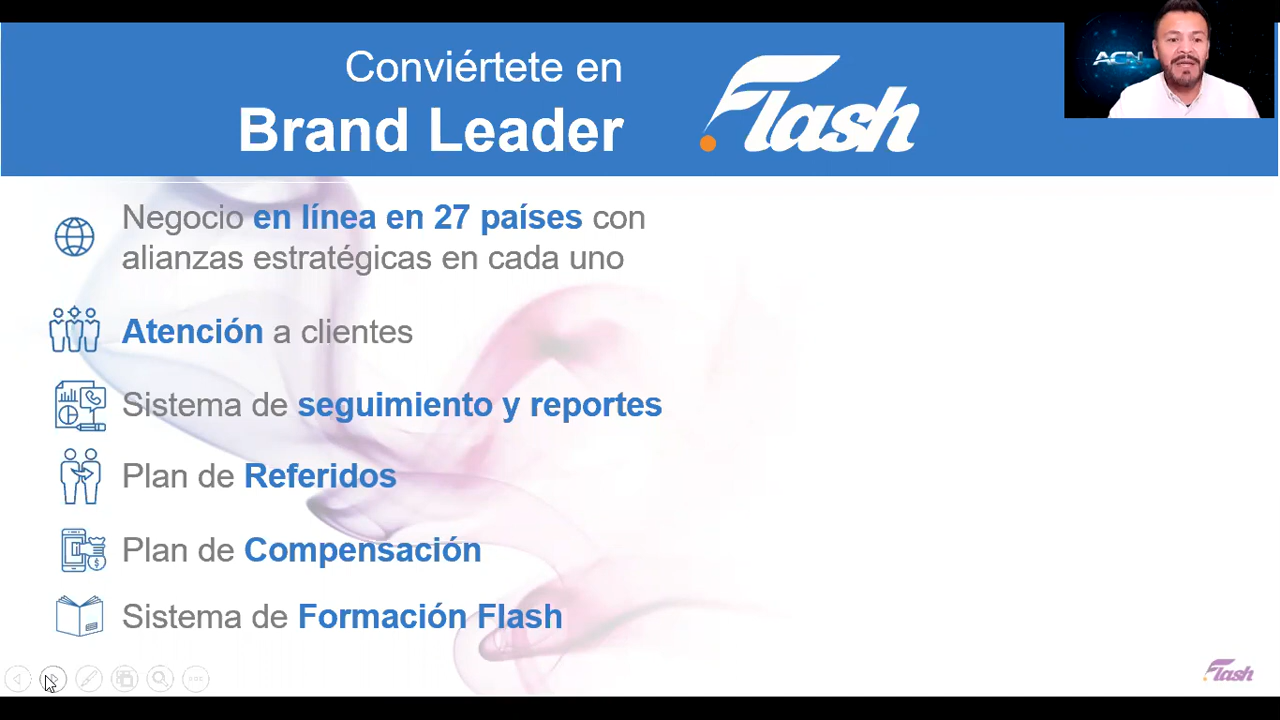 Conviértete en
Brand Leader
Flash
ACN
Negocio en línea en 27 países con
alianzas estratégicas en cada uno
Atención a clientes
Sistema de seguimiento y reportes
Plan de Referidos
Plan de Compensación
Sistema de Formación Flash
Flash